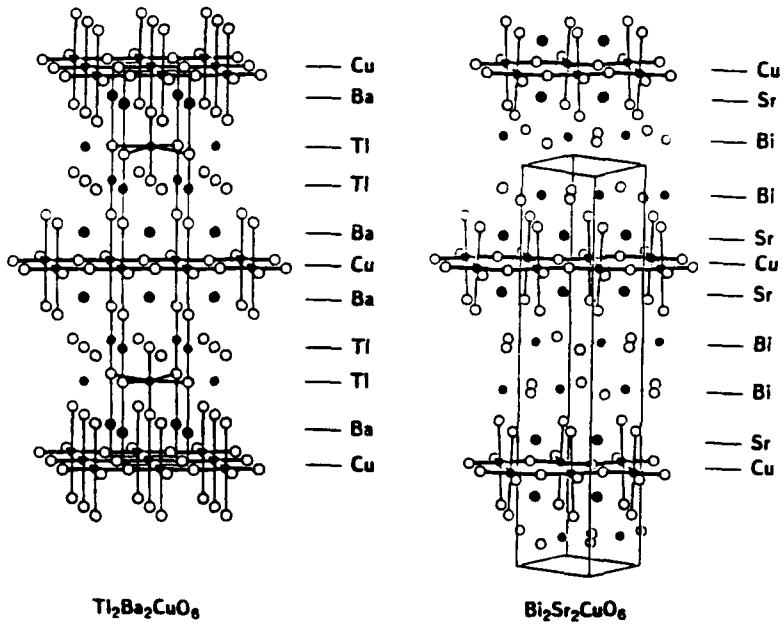 Cu
Ba
Tl
Tl
Ba
Cu
Ba
Tl
Tl
Ba
Cu
Tl₂Ba₂CuO₆
Cu
Sr
Bi
Bi
Sr
Cu
Sr
Bi
Bi
Sr
Cu
Bi₂Sr₂CuO₆